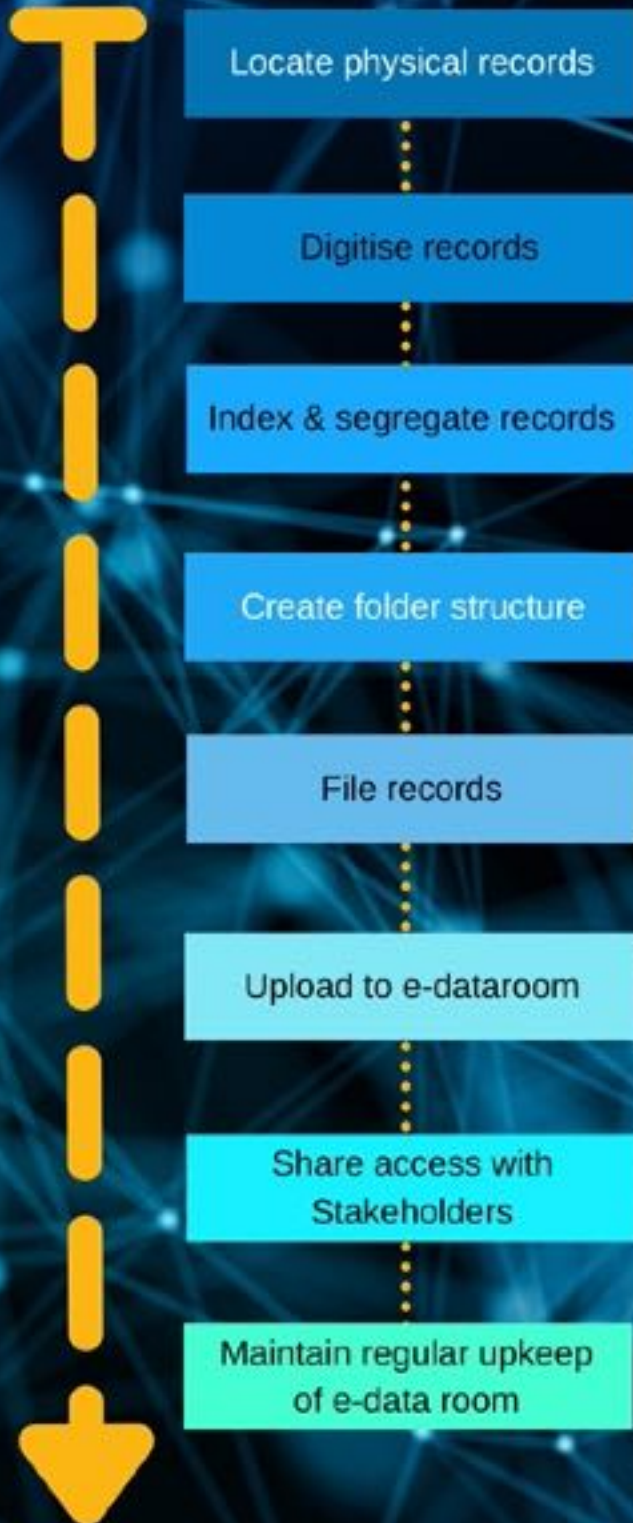 Locate physical records
Digitise records
Index & segregate records
Create folder structure
File records
Upload to e-dataroom
Share access with
Stakeholders
Maintain regular upkeep
of e-data room